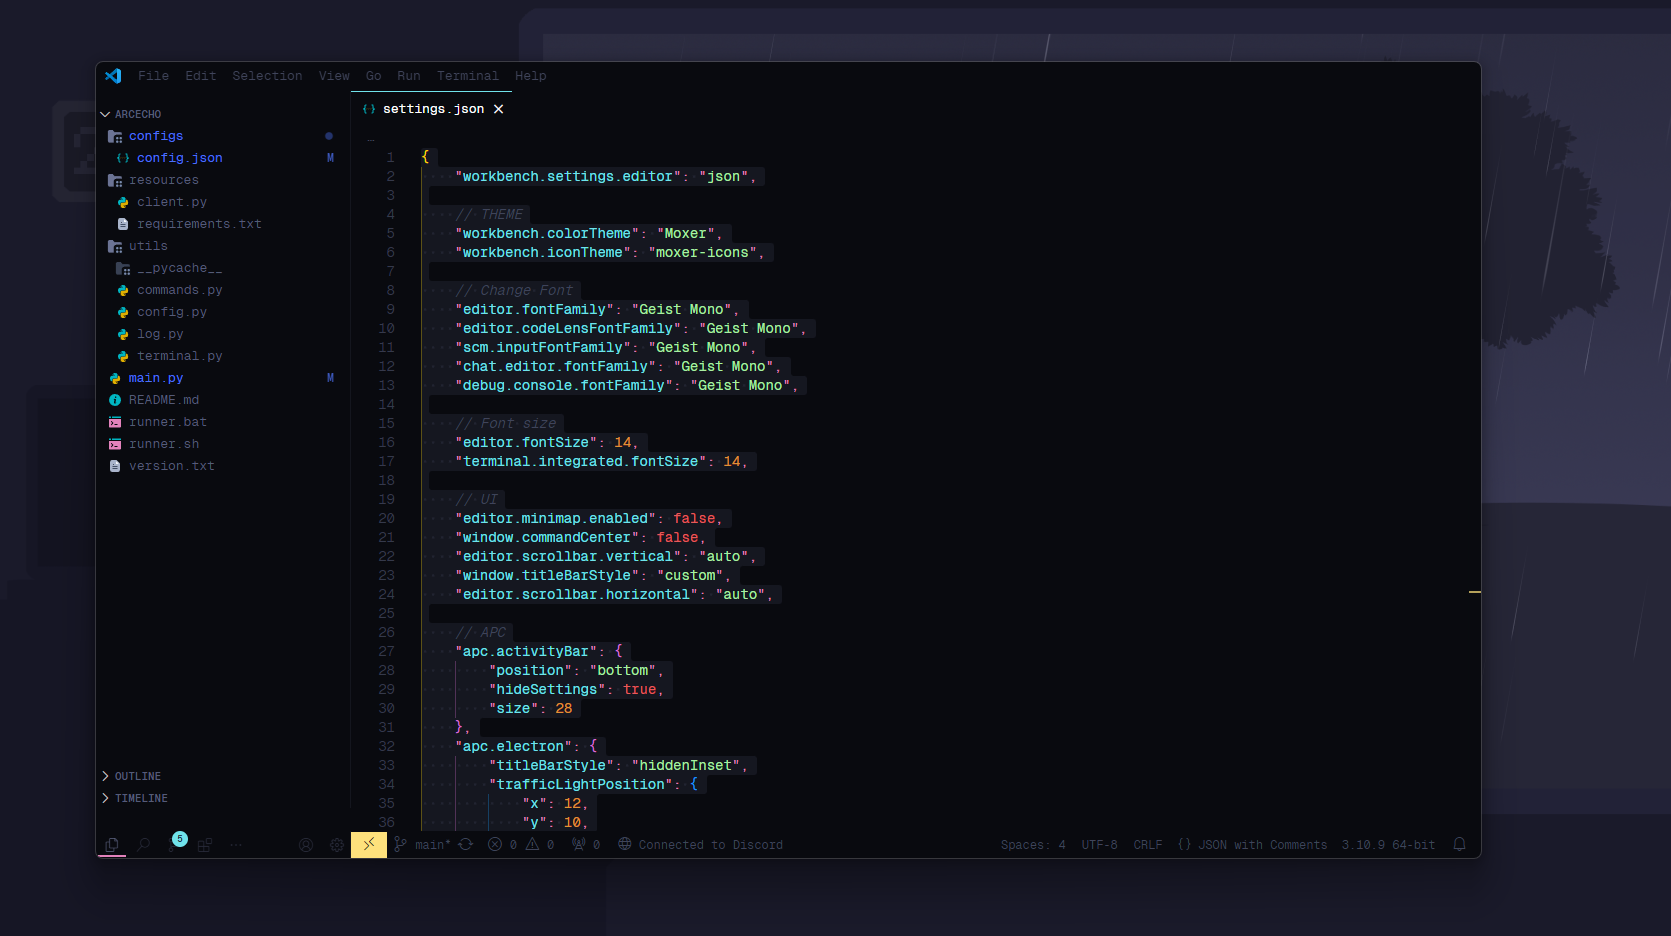 File Edit Selection View Go Run Terminal Help
ARCECHO
configs
config.json M
resources
client.py
requirements.txt
utils
__pycache__
commands.py
config.py
log.py
terminal.py
main.py M
README.md
runner.bat
runner.sh
version.txt
OUTLINE
TIMELINE
settings.json
1 {
2 "workbench.settings.editor": "json",
3
4 // THEME
5 "workbench.colorTheme": "Moxer",
6 "workbench.iconTheme": "moxer-icons",
7
8 // Change Font
9 "editor.fontFamily": "Geist Mono",
10 "editor.codeLensFontFamily": "Geist Mono",
11 "scm.inputFontFamily": "Geist Mono",
12 "chat.editor.fontFamily": "Geist Mono",
13 "debug.console.fontFamily": "Geist Mono",
14
15 // Font size
16 "editor.fontSize": 14,
17 "terminal.integrated.fontSize": 14,
18
19 // UI
20 "editor.minimap.enabled": false,
21 "window.commandCenter": false,
22 "editor.scrollbar.vertical": "auto",
23 "window.titleBarStyle": "custom",
24 "editor.scrollbar.horizontal": "auto",
25
26 // APC
27 "apc.activityBar": {
28 "position": "bottom",
29 "hideSettings": true,
30 "size": 28
31 },
32 "apc.electron": {
33 "titleBarStyle": "hiddenInset",
34 "trafficLightPosition": {
35 "x": 12,
36 "y": 10,
5
main* 0 0 0 Connected to Discord Spaces: 4 UTF-8 CRLF {} JSON with Comments 3.10.9 64-bit